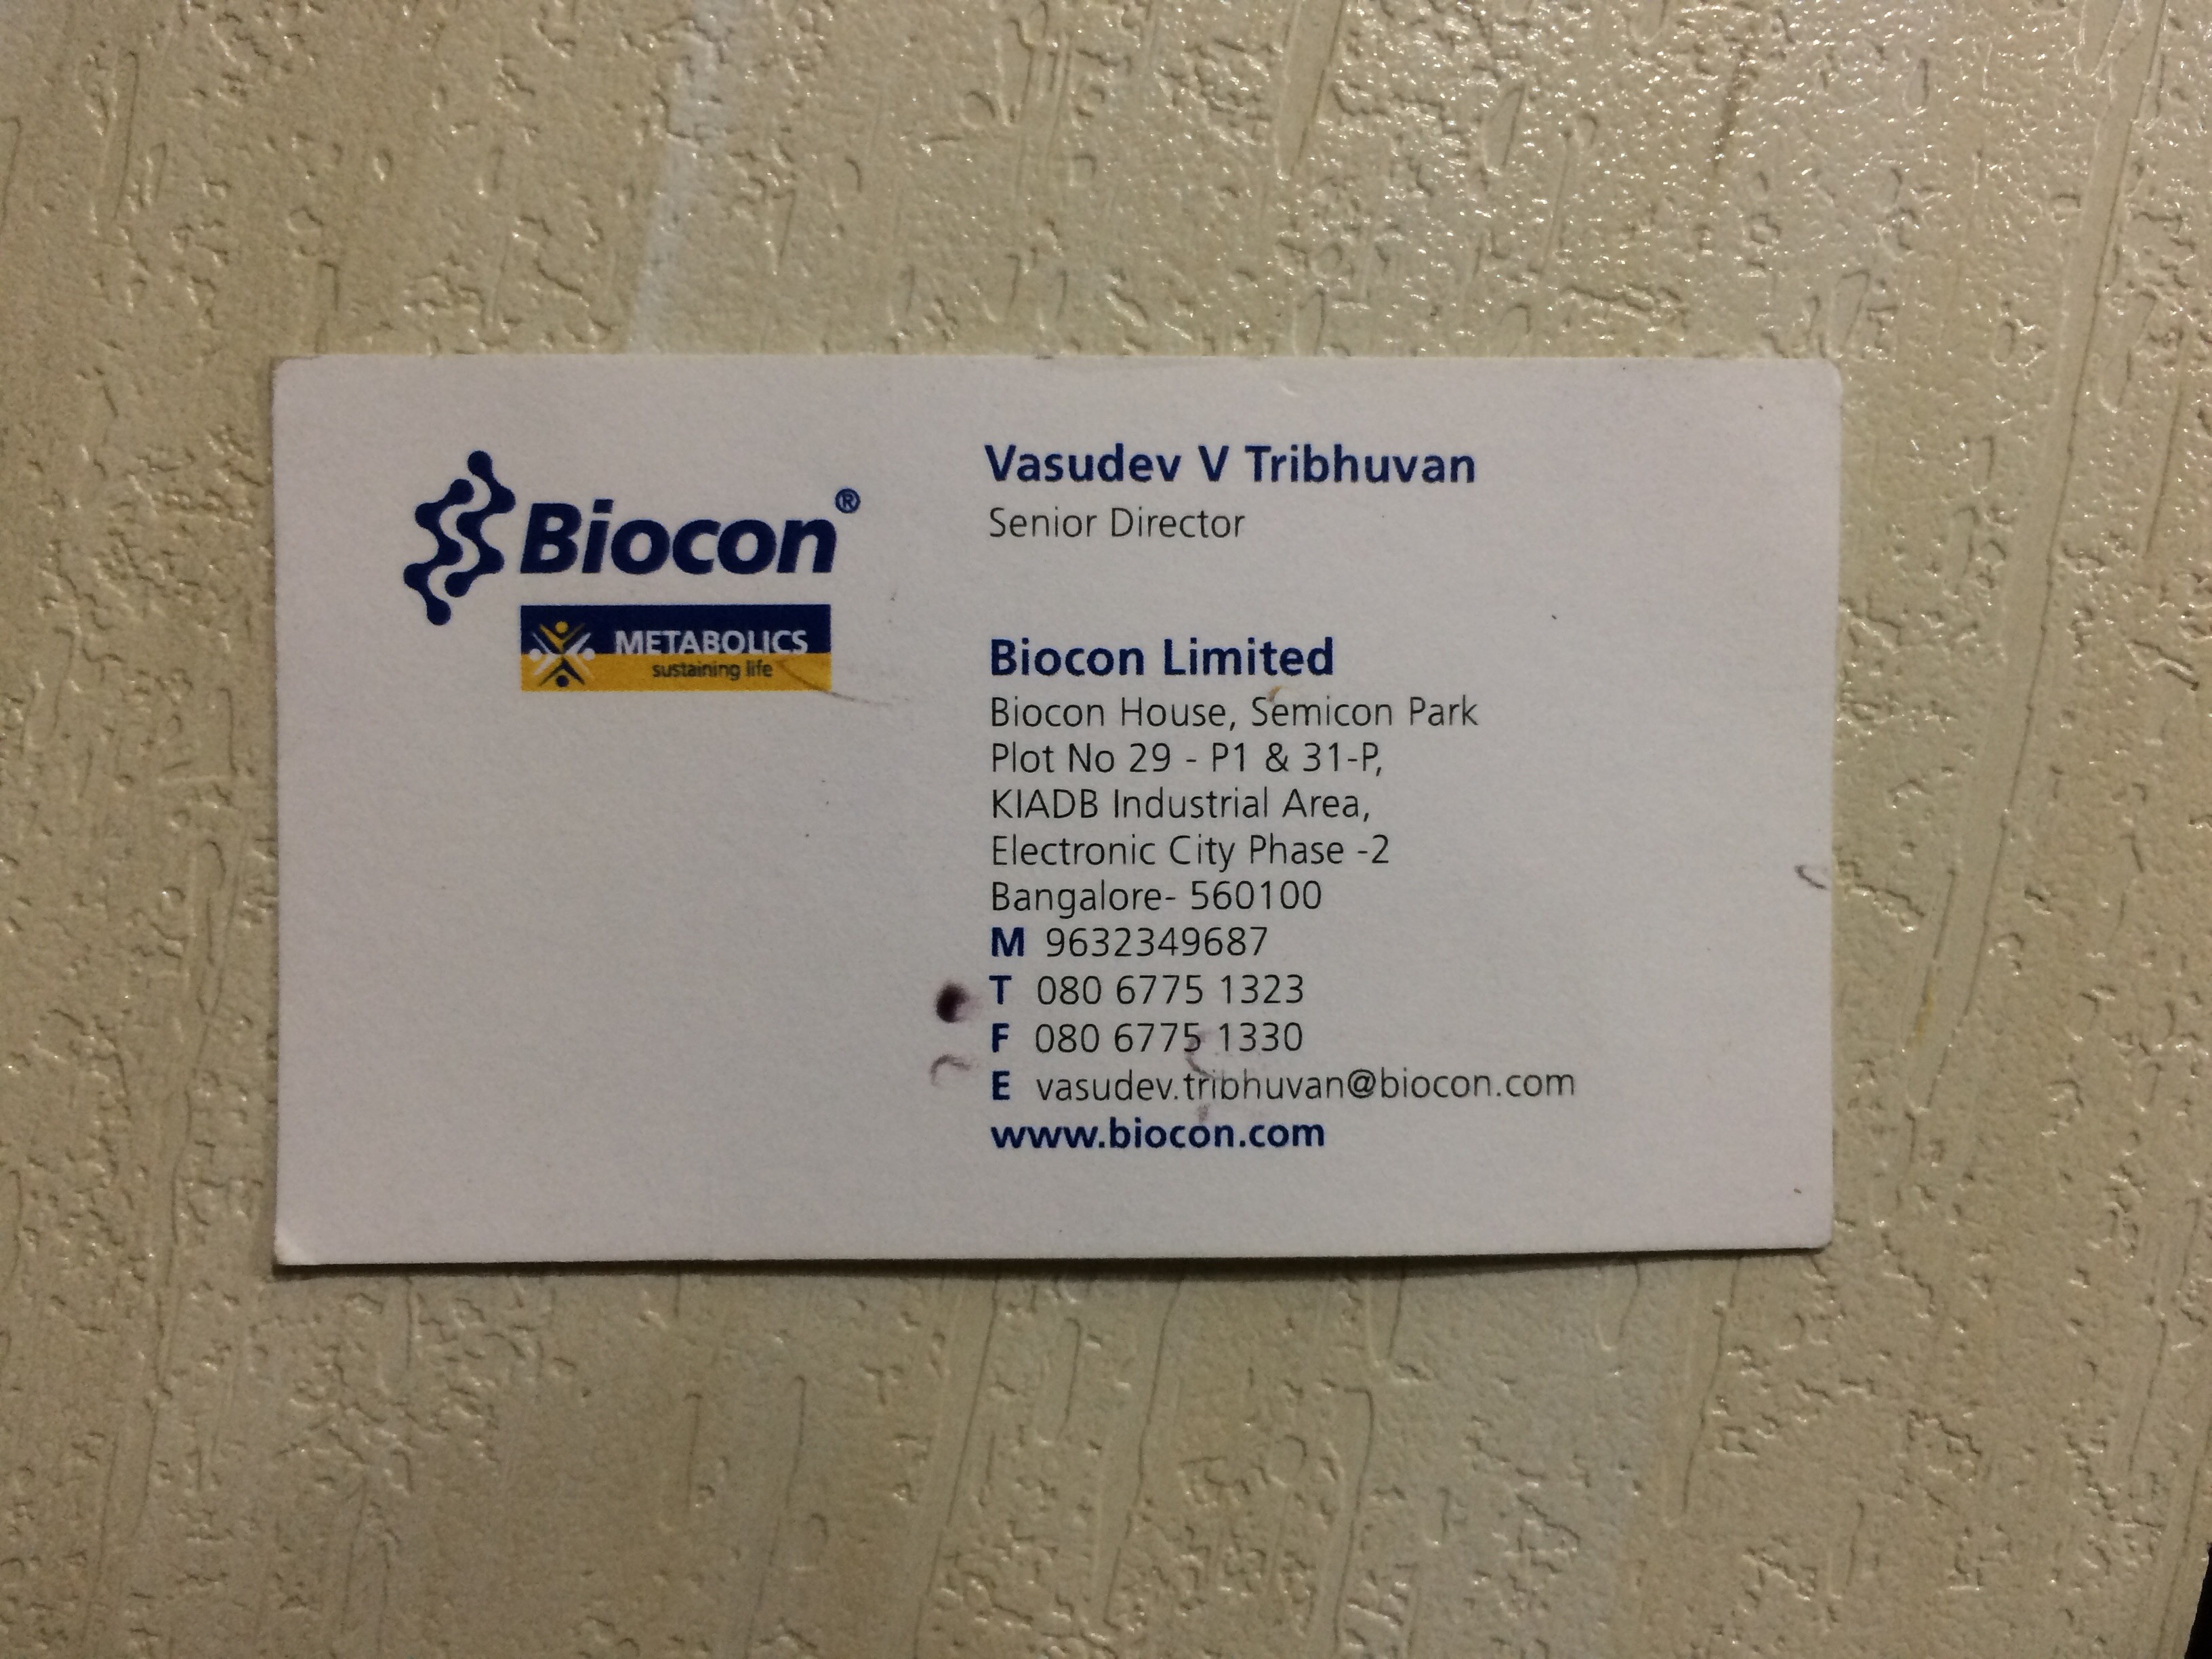 Biocon®
METABOLICS
sustaining life
Vasudev V Tribhuvan
Senior Director
Biocon Limited
Biocon House, Semicon Park
Plot No 29 - P1 & 31-P,
KIADB Industrial Area,
Electronic City Phase -2
Bangalore- 560100
M 9632349687
T 080 6775 1323
F 080 6775 1330
E vasudev.tribhuvan@biocon.com
www.biocon.com